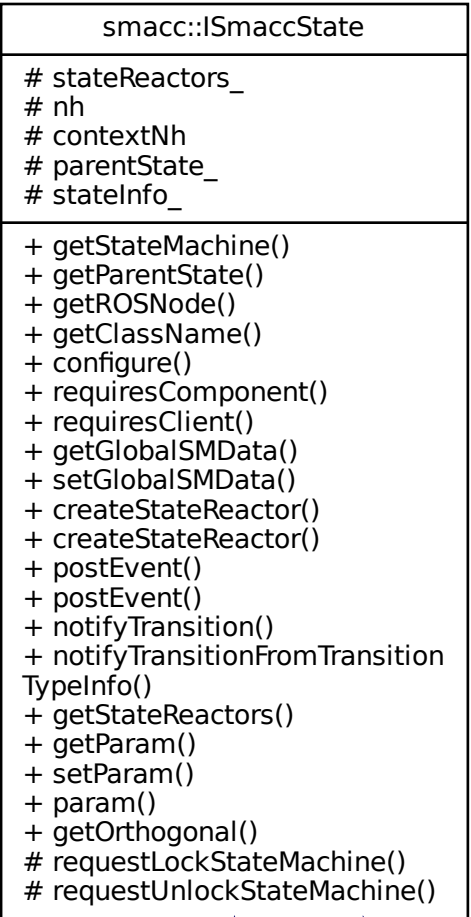 smacc::ISmaccState
# stateReactors_
# nh
# contextNh
# parentState_
# stateInfo_
+ getStateMachine()
+ getParentState()
+ getROSNode()
+ getClassName()
+ configure()
+ requiresComponent()
+ requiresClient()
+ getGlobalSMData()
+ setGlobalSMData()
+ createStateReactor()
+ createStateReactor()
+ postEvent()
+ postEvent()
+ notifyTransition()
+ notifyTransitionFromTransition
TypeInfo()
+ getStateReactors()
+ getParam()
+ setParam()
+ param()
+ getOrthogonal()
# requestLockStateMachine()
# requestUnlockStateMachine()